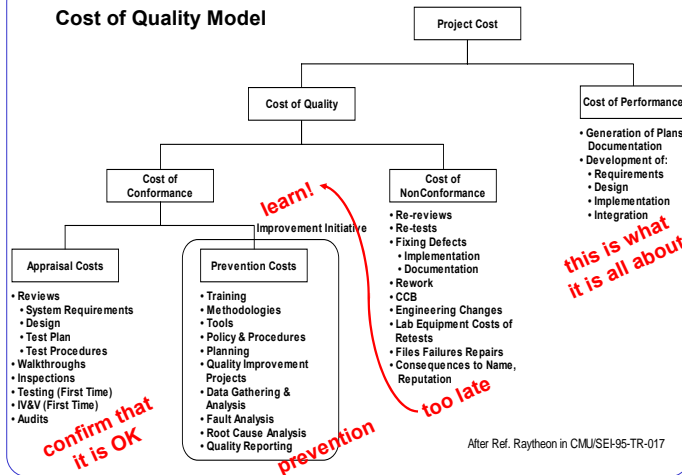 Cost of Quality Model
Project Cost
Cost of Quality
Cost of Performance
• Generation of Plans
Documentation
• Development of:
• Requirements
• Design
• Implementation
• Integration
this is what
it is all about
Cost of
Conformance
learn!
Cost of
NonConformance
• Re-reviews
• Re-tests
• Fixing Defects
• Implementation
• Documentation
• Rework
• CCB
• Engineering Changes
• Lab Equipment Costs of
Retests
• Files Failures Repairs
• Consequences to Name,
Reputation
too late
Improvement Initiative
Appraisal Costs
• Reviews
• System Requirements
• Design
• Test Plan
• Test Procedures
• Walkthroughs
• Inspections
• Testing (First Time)
• IV&V (First Time)
• Audits
confirm that
it is OK
Prevention Costs
• Training
• Methodologies
• Tools
• Policy & Procedures
• Planning
• Quality Improvement
Projects
• Data Gathering &
Analysis
• Fault Analysis
• Root Cause Analysis
• Quality Reporting
prevention
After Ref. Raytheon in CMU/SEI-95-TR-017